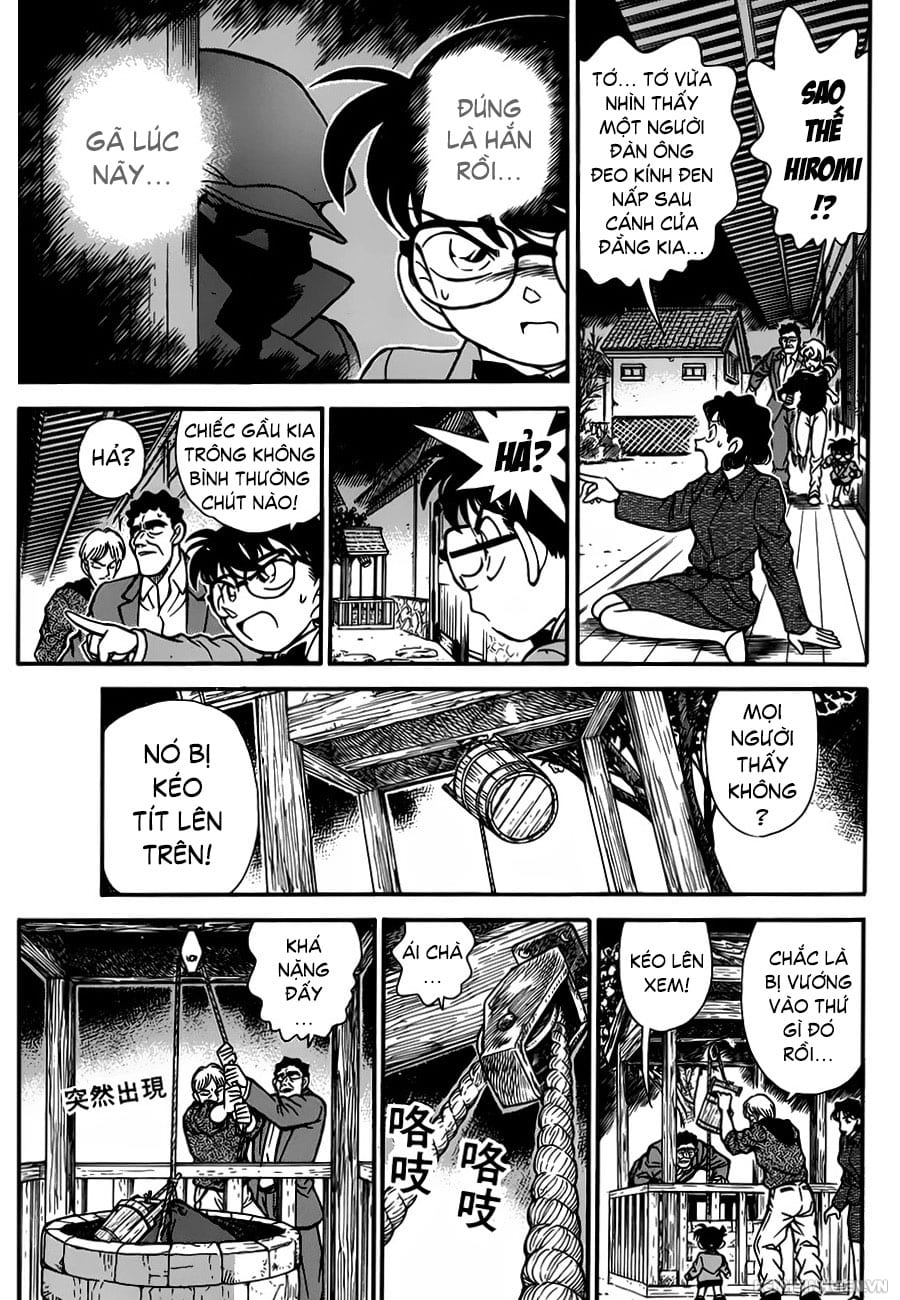 SAO
THẾ
HIROMI
!?
TỚ... TỚ VỪA
NHÌN THẤY
MỘT NGƯỜI
ĐÀN ÔNG
ĐEO KÍNH ĐEN
NẤP SAU
CÁNH CỬA
ĐẰNG KIA...
ĐÚNG
LÀ HẮN
RỒI...
GÃ LÚC
NÃY...
HẢ?
CHIẾC GẦU KIA
TRÔNG KHÔNG
BÌNH THƯỜNG
CHÚT NÀO!
HẢ?
MỌI
NGƯỜI
THẤY
KHÔNG
?
NÓ BỊ
KÉO
TÍT LÊN
TRÊN!
CHẮC LÀ
BỊ VƯỚNG
VÀO THỨ
GÌ ĐÓ
RỒI...
KÉO LÊN
XEM!
ÁI CHÀ
...
咯吱
咯吱
KHÁ
NẶNG
ĐẤY
...
突然出現